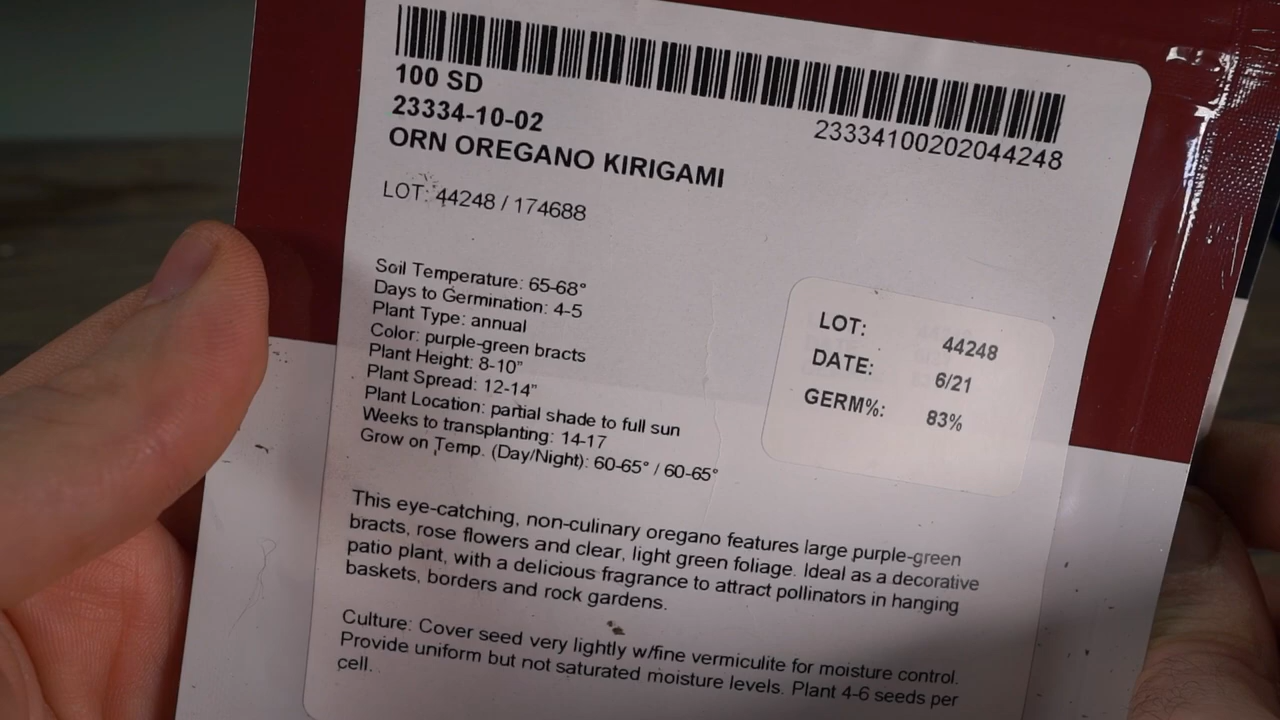 100 SD
23334-10-02
23334100202044248
ORN OREGANO KIRIGAMI
LOT: 44248 / 174688
Soil Temperature: 65-68°
Days to Germination: 4-5
Plant Type: annual
Color: purple-green bracts
Plant Height: 8-10"
Plant Spread: 12-14"
Plant Location: partial shade to full sun
Weeks to transplanting: 14-17
Grow on Temp. (Day/Night): 60-65° / 60-65°
LOT: 44248
DATE: 6/21
GERM%: 83%
This eye-catching, non-culinary oregano features large purple-green
bracts, rose flowers and clear, light green foliage. Ideal as a decorative
patio plant, with a delicious fragrance to attract pollinators in hanging
baskets, borders and rock gardens.
Culture: Cover seed very lightly w/fine vermiculite for moisture control.
Provide uniform but not saturated moisture levels. Plant 4-6 seeds per
cell.